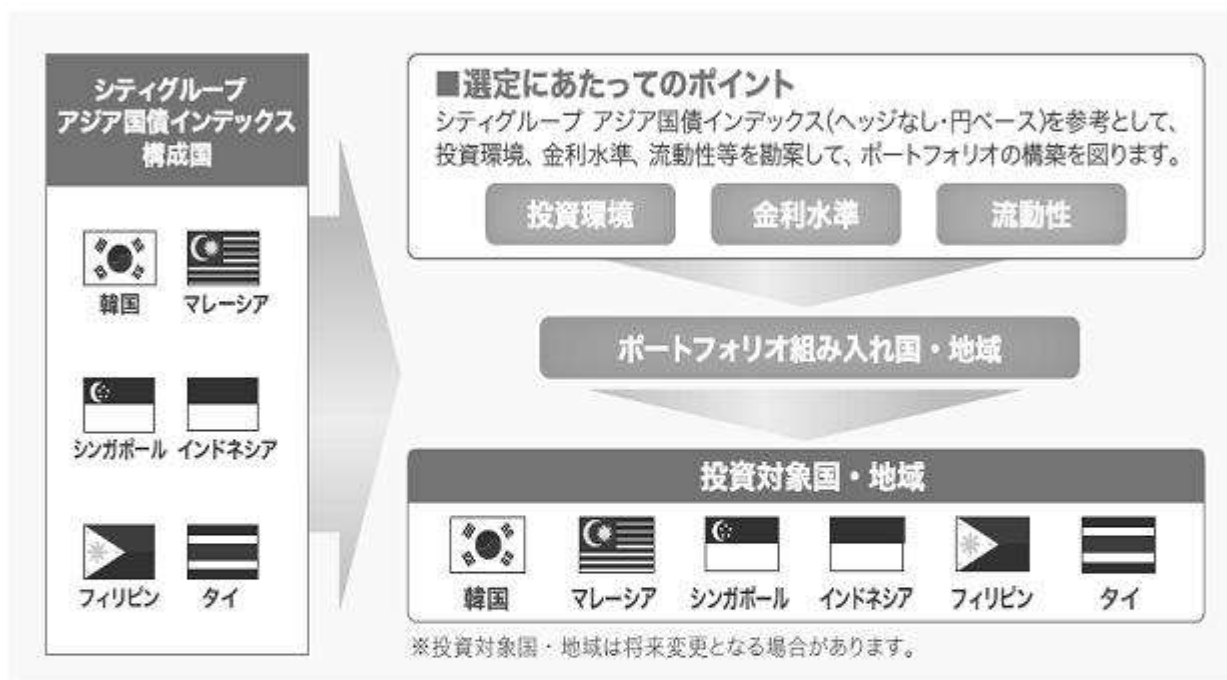 シティグループ
アジア国債インデックス
構成国
韓国 マレーシア
シンガポール インドネシア
フィリピン タイ
■選定にあたってのポイント
シティグループ アジア国債インデックス(ヘッジなし・円ベース)を参考として、
投資環境、金利水準、流動性等を勘案して、ポートフォリオの構築を図ります。
投資環境 金利水準 流動性
ポートフォリオ組み入れ国・地域
投資対象国・地域
韓国 マレーシア シンガポール インドネシア フィリピン タイ
※投資対象国・地域は将来変更となる場合があります。